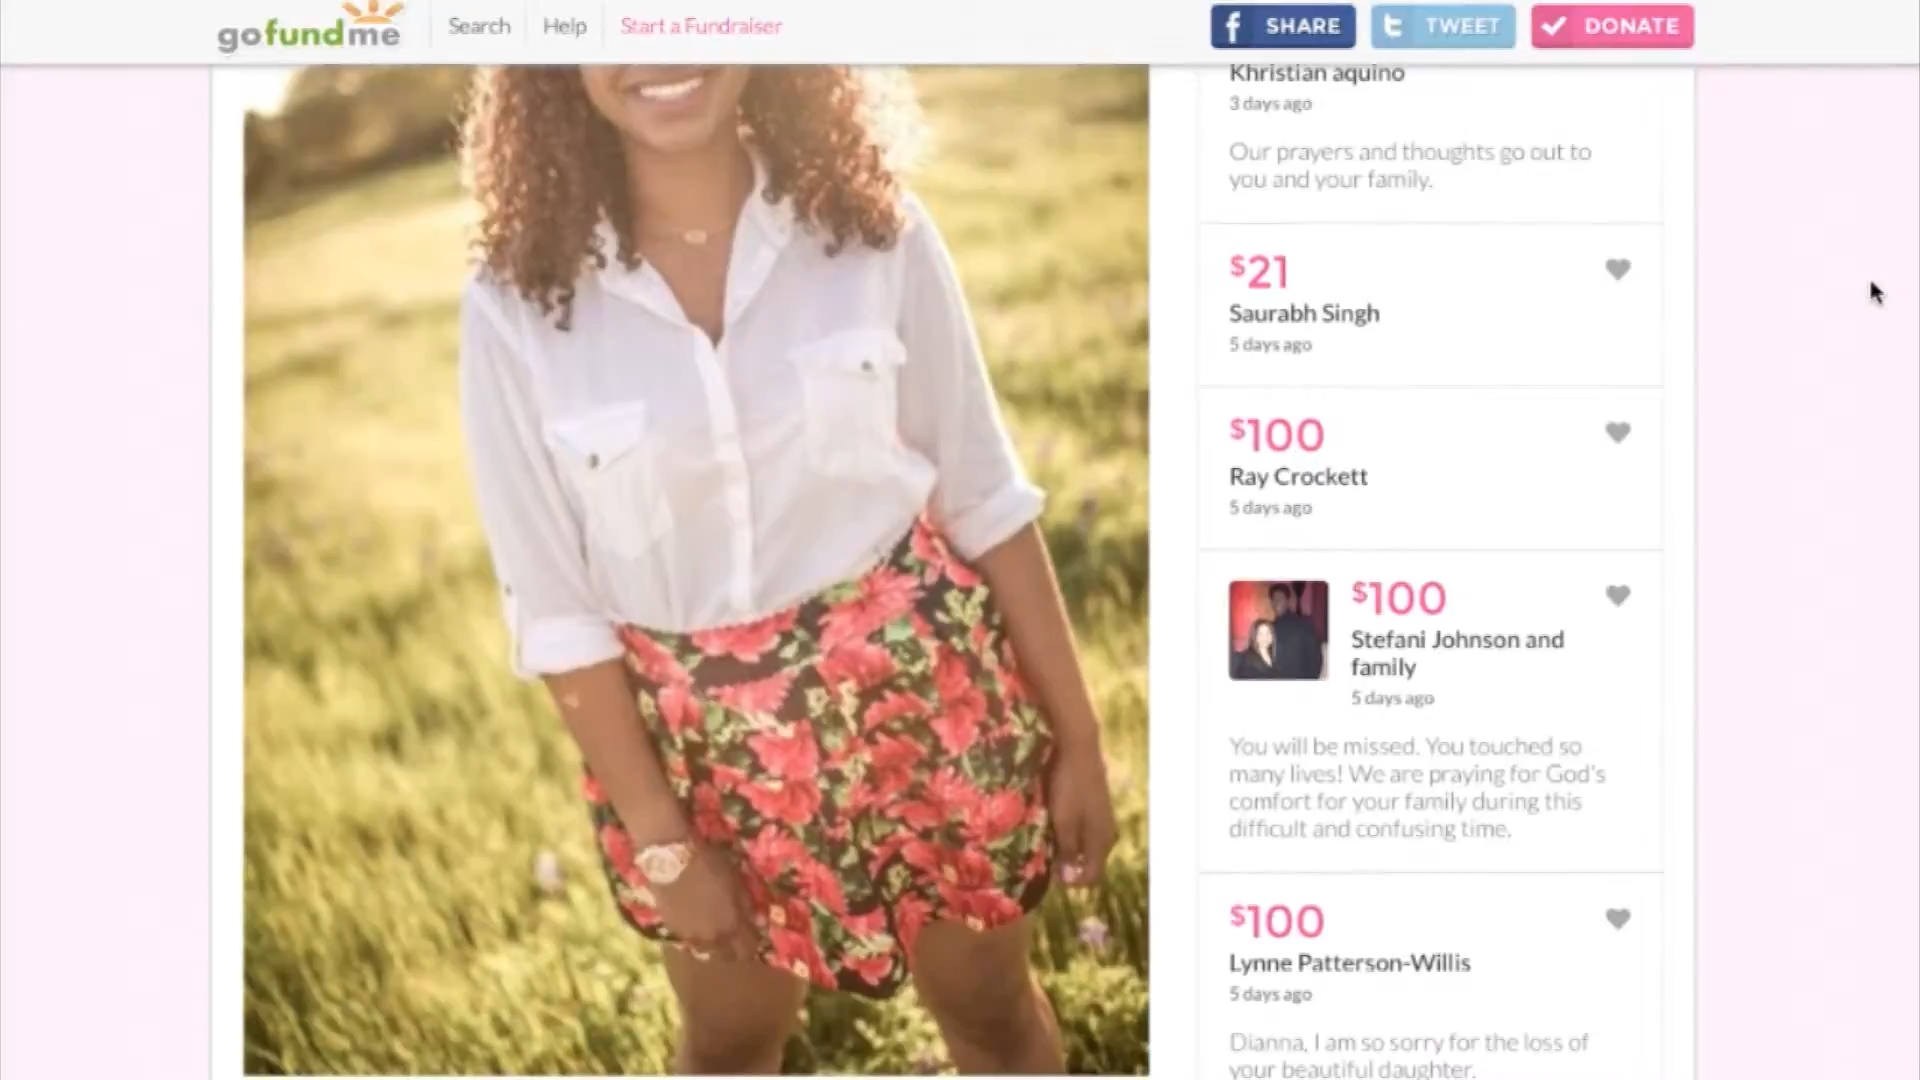 gofundme
Search
Help
Start a Fundraiser
SHARE
TWEET
DONATE
Khristian aquino
3 days ago
Our prayers and thoughts go out to
you and your family.
$21
Saurabh Singh
5 days ago
$100
Ray Crockett
5 days ago
$100
Stefani Johnson and
family
5 days ago
You will be missed. You touched so
many lives! We are praying for God's
comfort for your family during this
difficult and confusing time.
$100
Lynne Patterson-Willis
5 days ago
Dianna, I am so sorry for the loss of
your beautiful daughter.